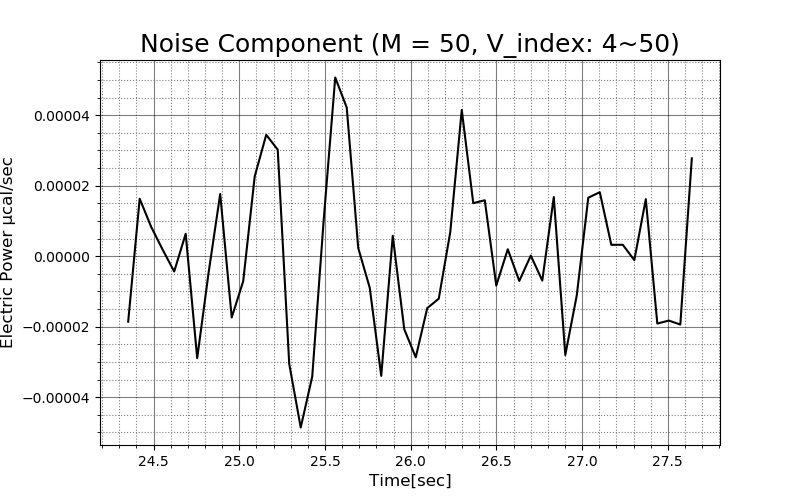 Noise Component (M = 50, V_index: 4~50)
Electric Power μcal/sec
0.00004
0.00002
0.00000
−0.00002
−0.00004
24.5 25.0 25.5 26.0 26.5 27.0 27.5
Time[sec]